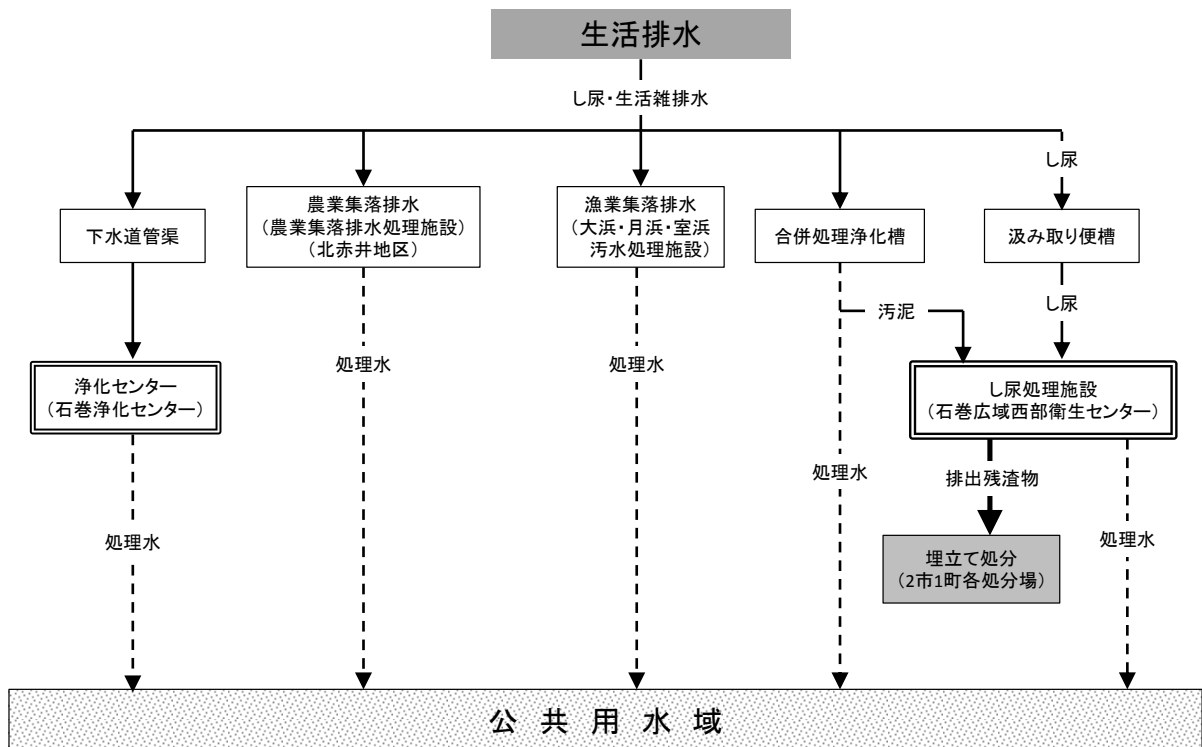 生活排水
し尿・生活雑排水
し尿
下水道管渠
農業集落排水
（農業集落排水処理施設）
（北赤井地区）
漁業集落排水
（大浜・月浜・室浜
汚水処理施設）
合併処理浄化槽
汲み取り便槽
汚泥
し尿
処理水
処理水
浄化センター
（石巻浄化センター）
し尿処理施設
（石巻広域西部衛生センター）
処理水
排出残渣物
処理水
処理水
埋立て処分
（2市1町各処分場）
公共用水域